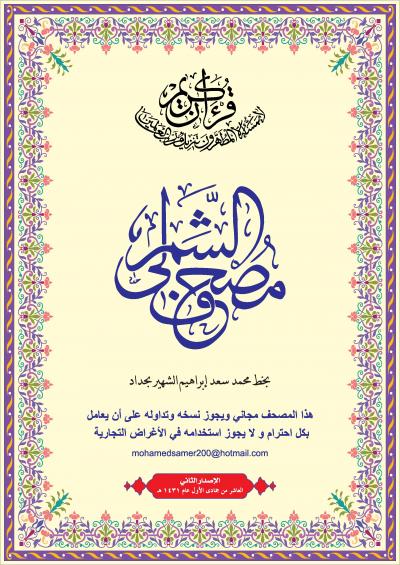 قرءان كريم
لا يمسه إلا المطهرون تنزيل من رب العالمين
مصحف الشمرلي
بخط محمد سعد إبراهيم الشهير بحداد
هذا المصحف مجاني ويجوز نسخه وتداوله على أن يعامل
بكل احترام و لا يجوز استخدامه في الأغراض التجارية
mohamedsamer200@hotmail.com
الإصدار الثاني
العاشر من جمادى الأول عام ١٤٣١ هـ